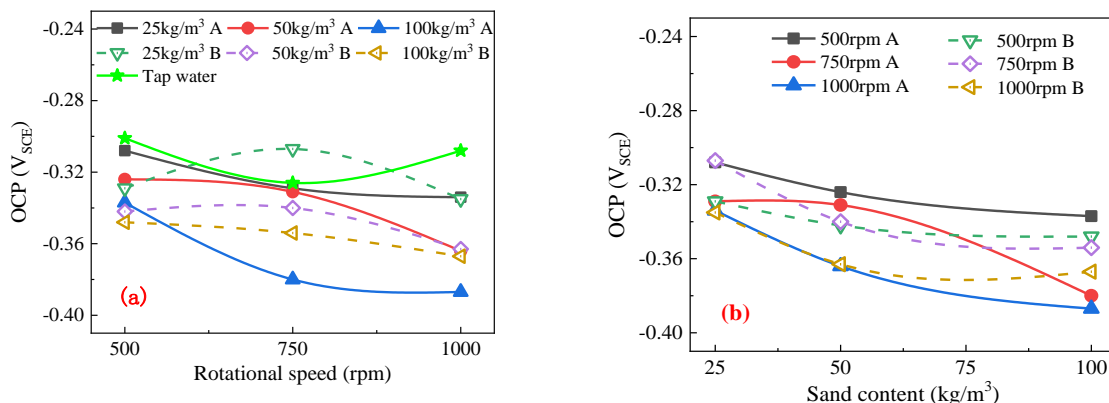 25kg/m³ A 50kg/m³ A 100kg/m³ A
25kg/m³ B 50kg/m³ B 100kg/m³ B
Tap water
-0.24
-0.28
-0.32
-0.36
-0.40
OCP (V_SCE)
(a)
500 750 1000
Rotational speed (rpm)
500rpm A 500rpm B
750rpm A 750rpm B
1000rpm A 1000rpm B
-0.24
-0.28
-0.32
-0.36
-0.40
OCP (V_SCE)
(b)
25 50 75 100
Sand content (kg/m³)